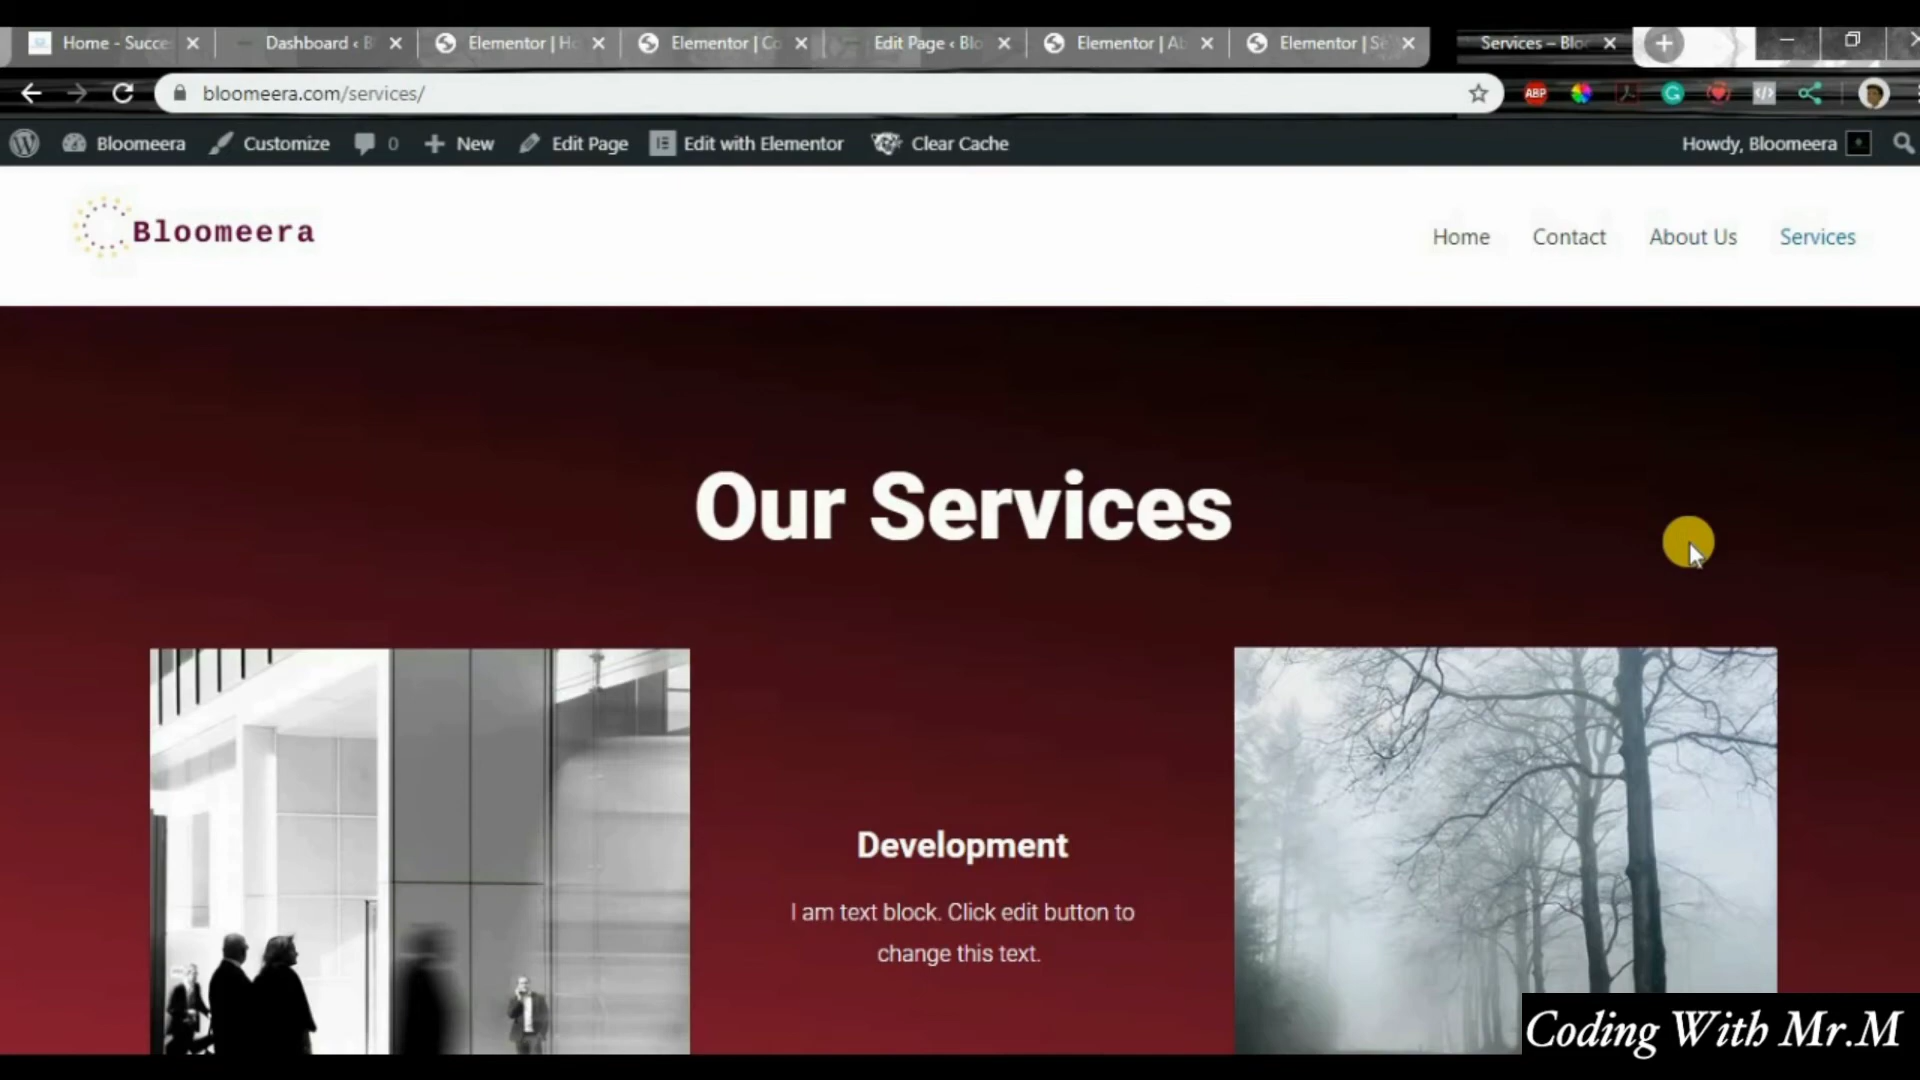 Home - Succe
Dashboard ‹ B
Elementor | Ho
Elementor | Co
Edit Page ‹ Blo
Elementor | Ab
Elementor | Se
Services – Blo
bloomeera.com/services/
ABP
Bloomeera
Customize
0
New
Edit Page
Edit with Elementor
Clear Cache
Howdy, Bloomeera
Bloomeera
Home
Contact
About Us
Services
Our Services
Development
I am text block. Click edit button to
change this text.
Coding With Mr.M